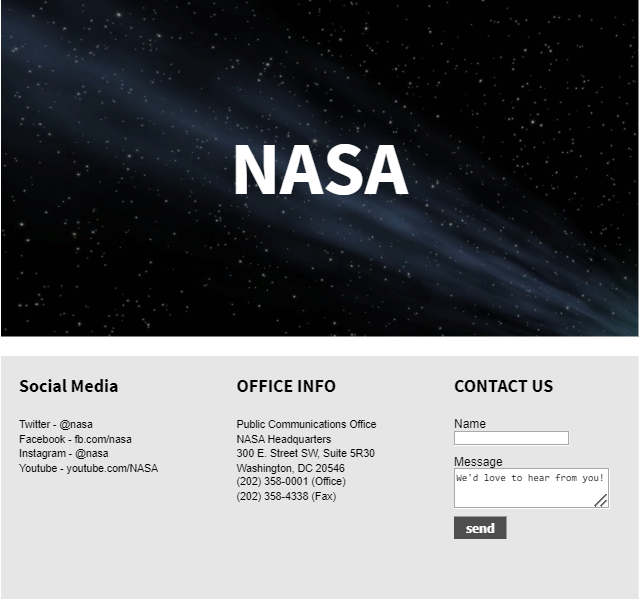 NASA
Social Media
Twitter - @nasa
Facebook - fb.com/nasa
Instagram - @nasa
Youtube - youtube.com/NASA
OFFICE INFO
Public Communications Office
NASA Headquarters
300 E. Street SW, Suite 5R30
Washington, DC 20546
(202) 358-0001 (Office)
(202) 358-4338 (Fax)
CONTACT US
Name
Message
We'd love to hear from you!
send